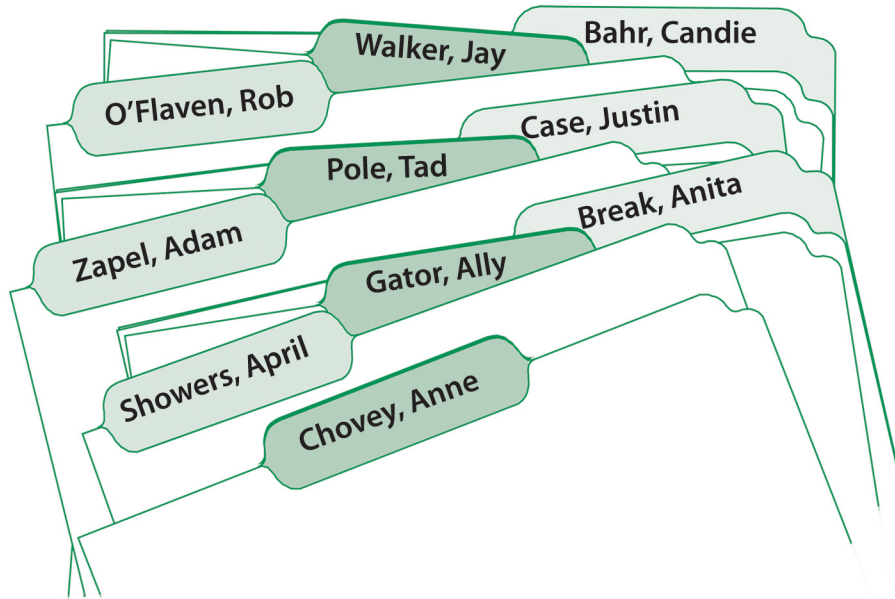 Bahr, Candie
Walker, Jay
O’Flaven, Rob
Case, Justin
Pole, Tad
Zapel, Adam
Break, Anita
Gator, Ally
Showers, April
Chovey, Anne